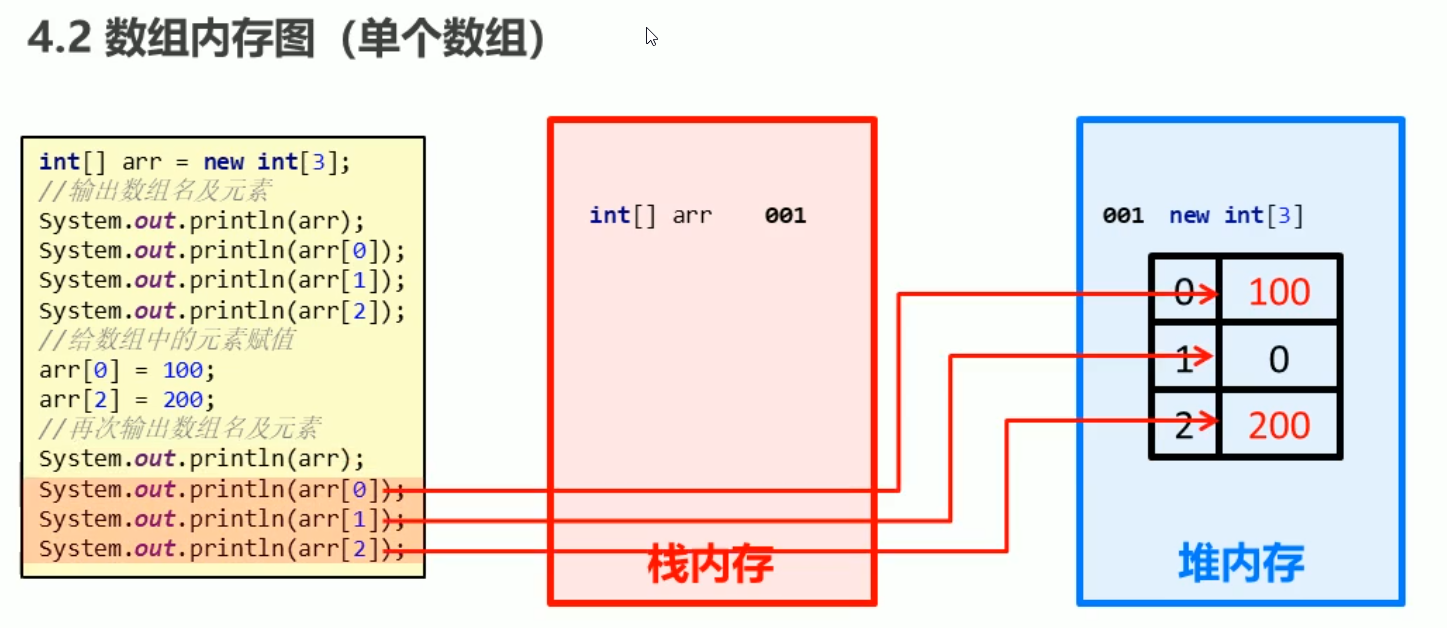 4.2 数组内存图（单个数组）
int[] arr = new int[3];
//输出数组名及元素
System.out.println(arr);
System.out.println(arr[0]);
System.out.println(arr[1]);
System.out.println(arr[2]);
//给数组中的元素赋值
arr[0] = 100;
arr[2] = 200;
//再次输出数组名及元素
System.out.println(arr);
System.out.println(arr[0]);
System.out.println(arr[1]);
System.out.println(arr[2]);
int[] arr 001
栈内存
001 new int[3]
0 100
1 0
2 200
堆内存